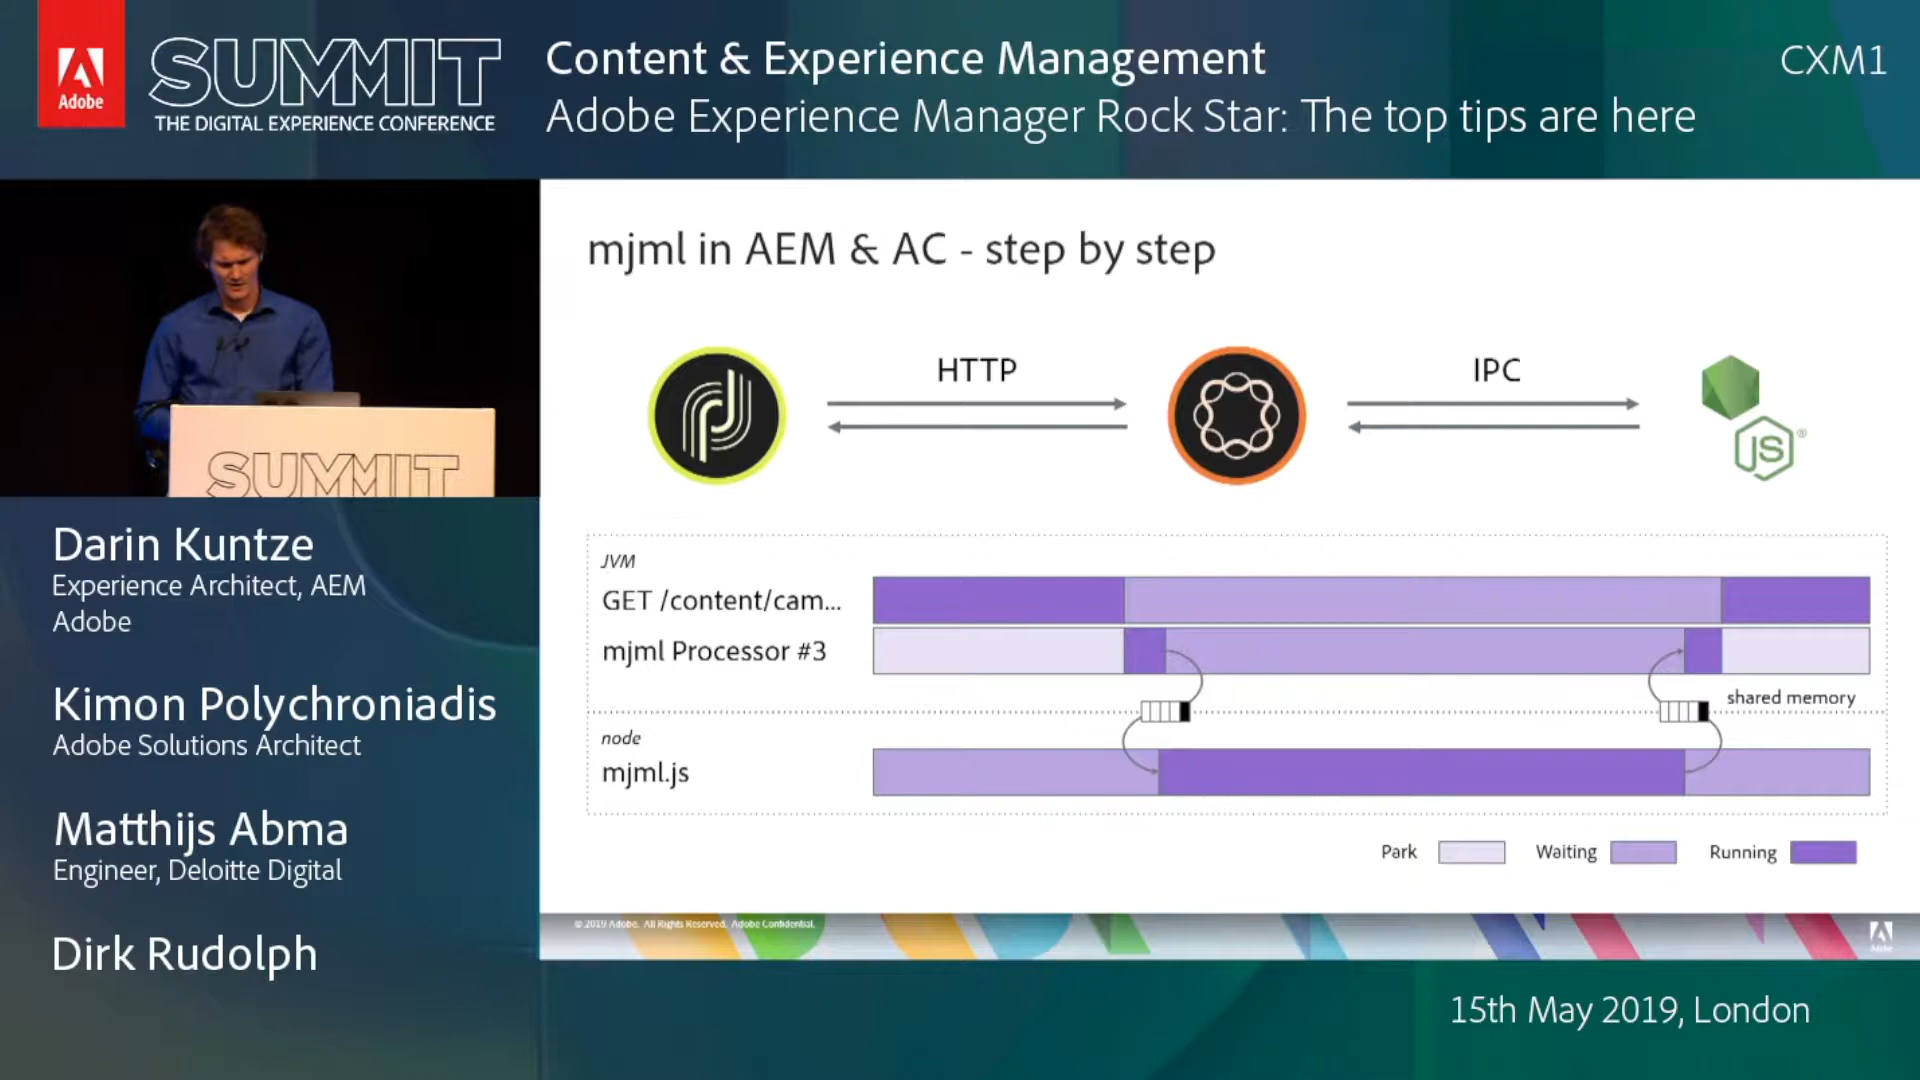 Adobe
SUMMIT
THE DIGITAL EXPERIENCE CONFERENCE
Content & Experience Management
Adobe Experience Manager Rock Star: The top tips are here
CXM1
SUMMIT
Darin Kuntze
Experience Architect, AEM
Adobe
Kimon Polychroniadis
Adobe Solutions Architect
Matthijs Abma
Engineer, Deloitte Digital
Dirk Rudolph
mjml in AEM & AC - step by step
HTTP
IPC
JS®
JVM
GET /content/cam...
mjml Processor #3
shared memory
node
mjml.js
Park
Waiting
Running
© 2019 Adobe. All Rights Reserved. Adobe Confidential.
Adobe
15th May 2019, London